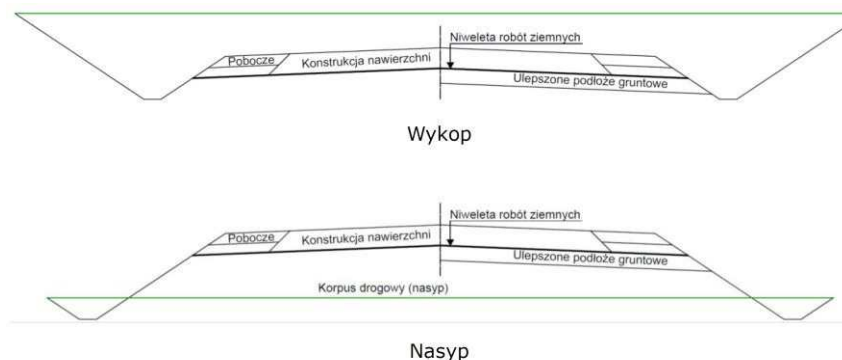 Niweleta robót ziemnych
Pobocze
Konstrukcja nawierzchni
Ulepszone podłoże gruntowe
Wykop
Niweleta robót ziemnych
Pobocze
Konstrukcja nawierzchni
Ulepszone podłoże gruntowe
Korpus drogowy (nasyp)
Nasyp